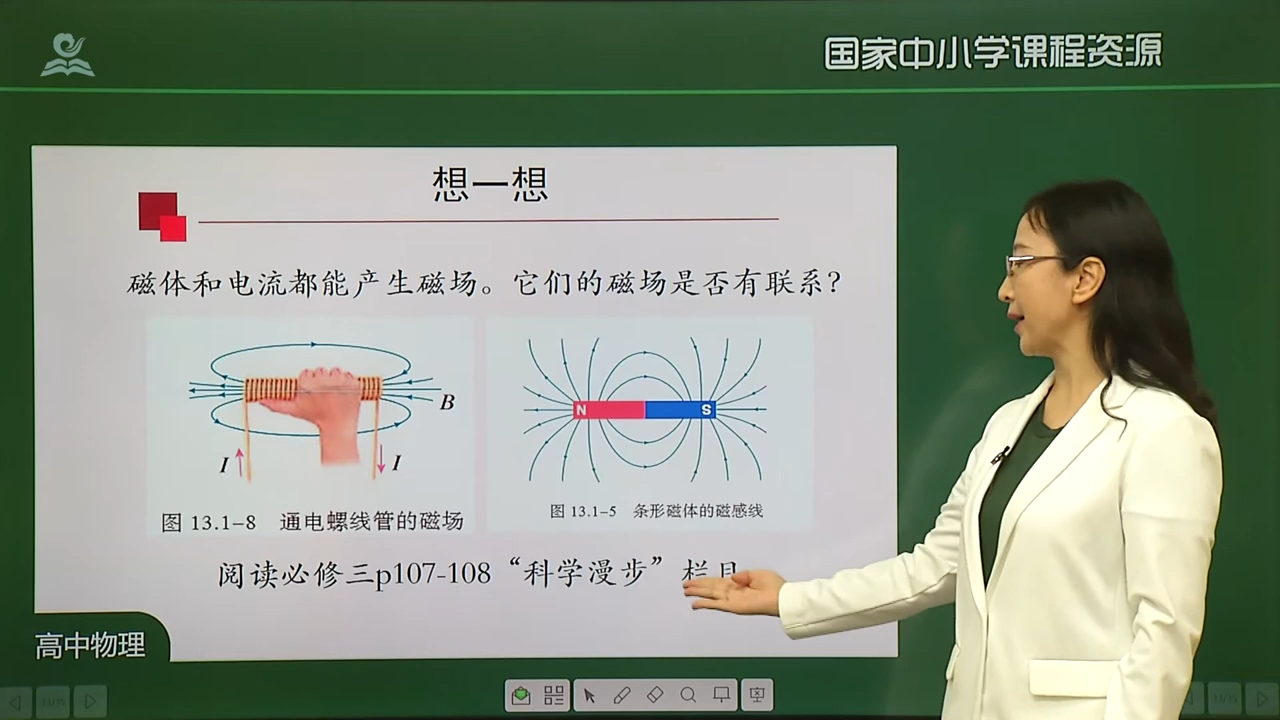 国家中小学课程资源
想一想
磁体和电流都能产生磁场。它们的磁场是否有联系?
B
I
I
N
S
图 13.1-8 通电螺线管的磁场
图 13.1-5 条形磁体的磁感线
阅读必修三p107-108“科学漫步”栏目
高中物理